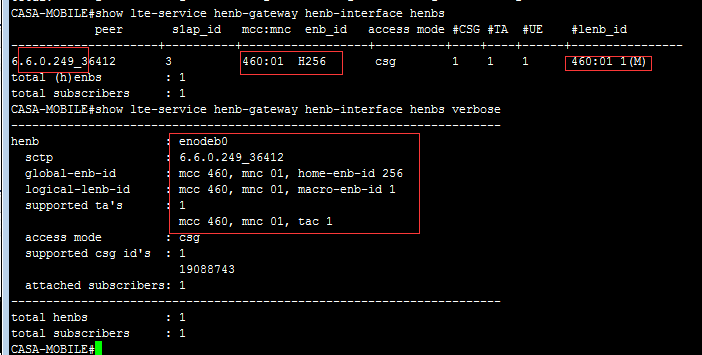 CASA-MOBILE#show lte-service henb-gateway henb-interface henbs
peer s1ap_id mcc:mnc enb_id access mode #CSG #TA #UE #lenb_id
6.6.0.249_36412 3 460:01 H256 csg 1 1 1 460:01 1(M)
total (h)enbs : 1
total subscribers : 1
CASA-MOBILE#show lte-service henb-gateway henb-interface henbs verbose
henb : enodeb0
sctp : 6.6.0.249_36412
global-enb-id : mcc 460, mnc 01, home-enb-id 256
logical-lenb-id : mcc 460, mnc 01, macro-enb-id 1
supported ta's : 1
mcc 460, mnc 01, tac 1
access mode : csg
supported csg id's : 1
19088743
attached subscribers: 1
total henbs : 1
total subscribers : 1
CASA-MOBILE#